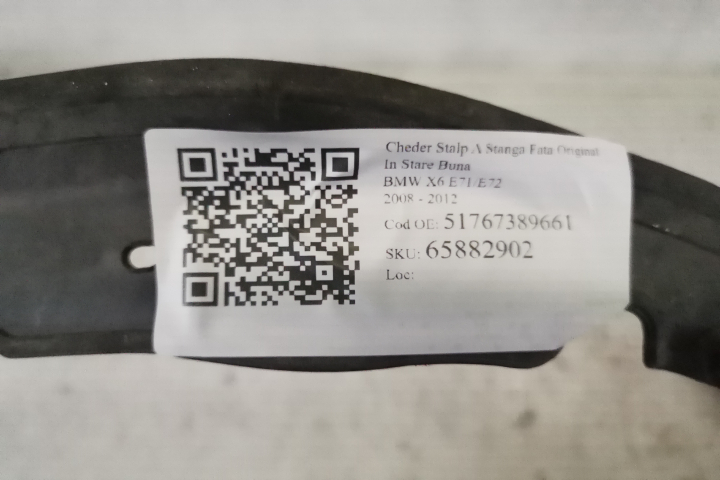 Cheder Stalp A Stanga Fata Original
In Stare Buna
BMW X6 E71/E72
2008 - 2012
Cod OE: 51767389661
SKU: 65882902
Loc: